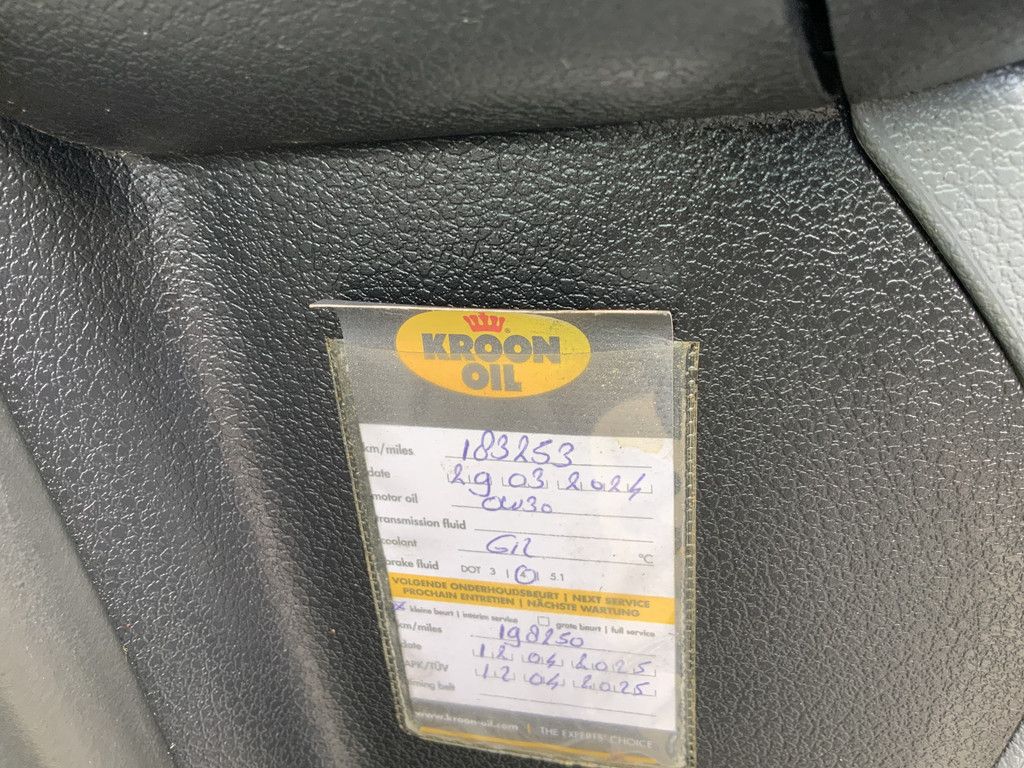 KROON
OIL
km/miles 183253
date 29 03 2024
motor oil 0W30
transmission fluid
coolant G12 °C
brake fluid DOT 3 | 4 | 5.1
VOLGENDE ONDERHOUDSBEURT | NEXT SERVICE
PROCHAIN ENTRETIEN | NÄCHSTE WARTUNG
x kleine beurt | interim service grote beurt | full service
km/miles 198250
date 12 04 2025
APK/TÜV 12 04 2025
timing belt
www.kroon-oil.com | THE EXPERTS' CHOICE